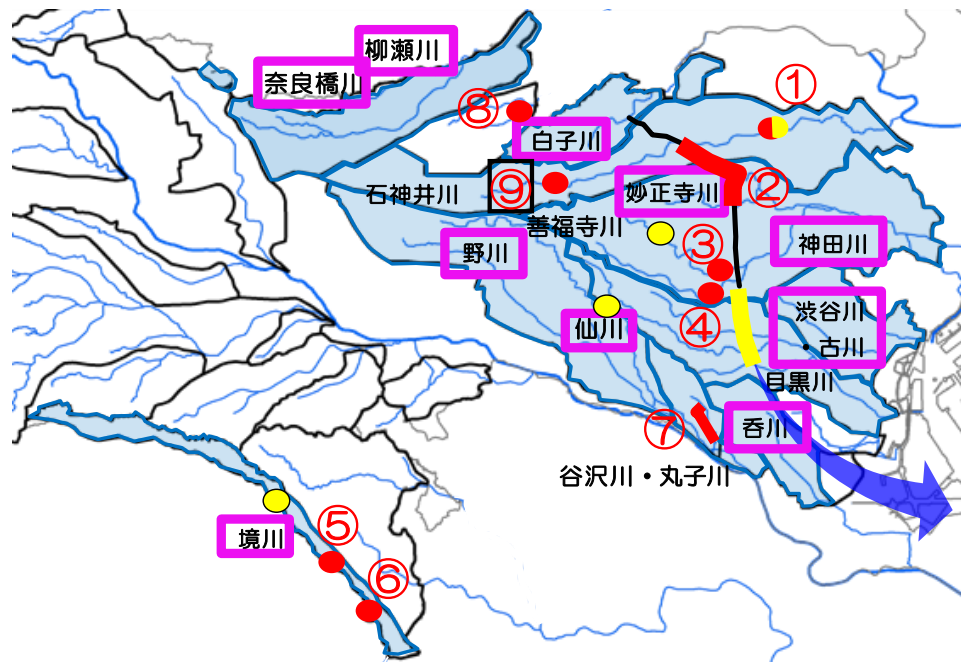 柳瀬川
奈良橋川
①
⑧
白子川
⑨
石神井川
妙正寺川
②
善福寺川
③
神田川
野川
渋谷川
・古川
仙川
④
目黒川
⑦
呑川
谷沢川・丸子川
⑤
境川
⑥